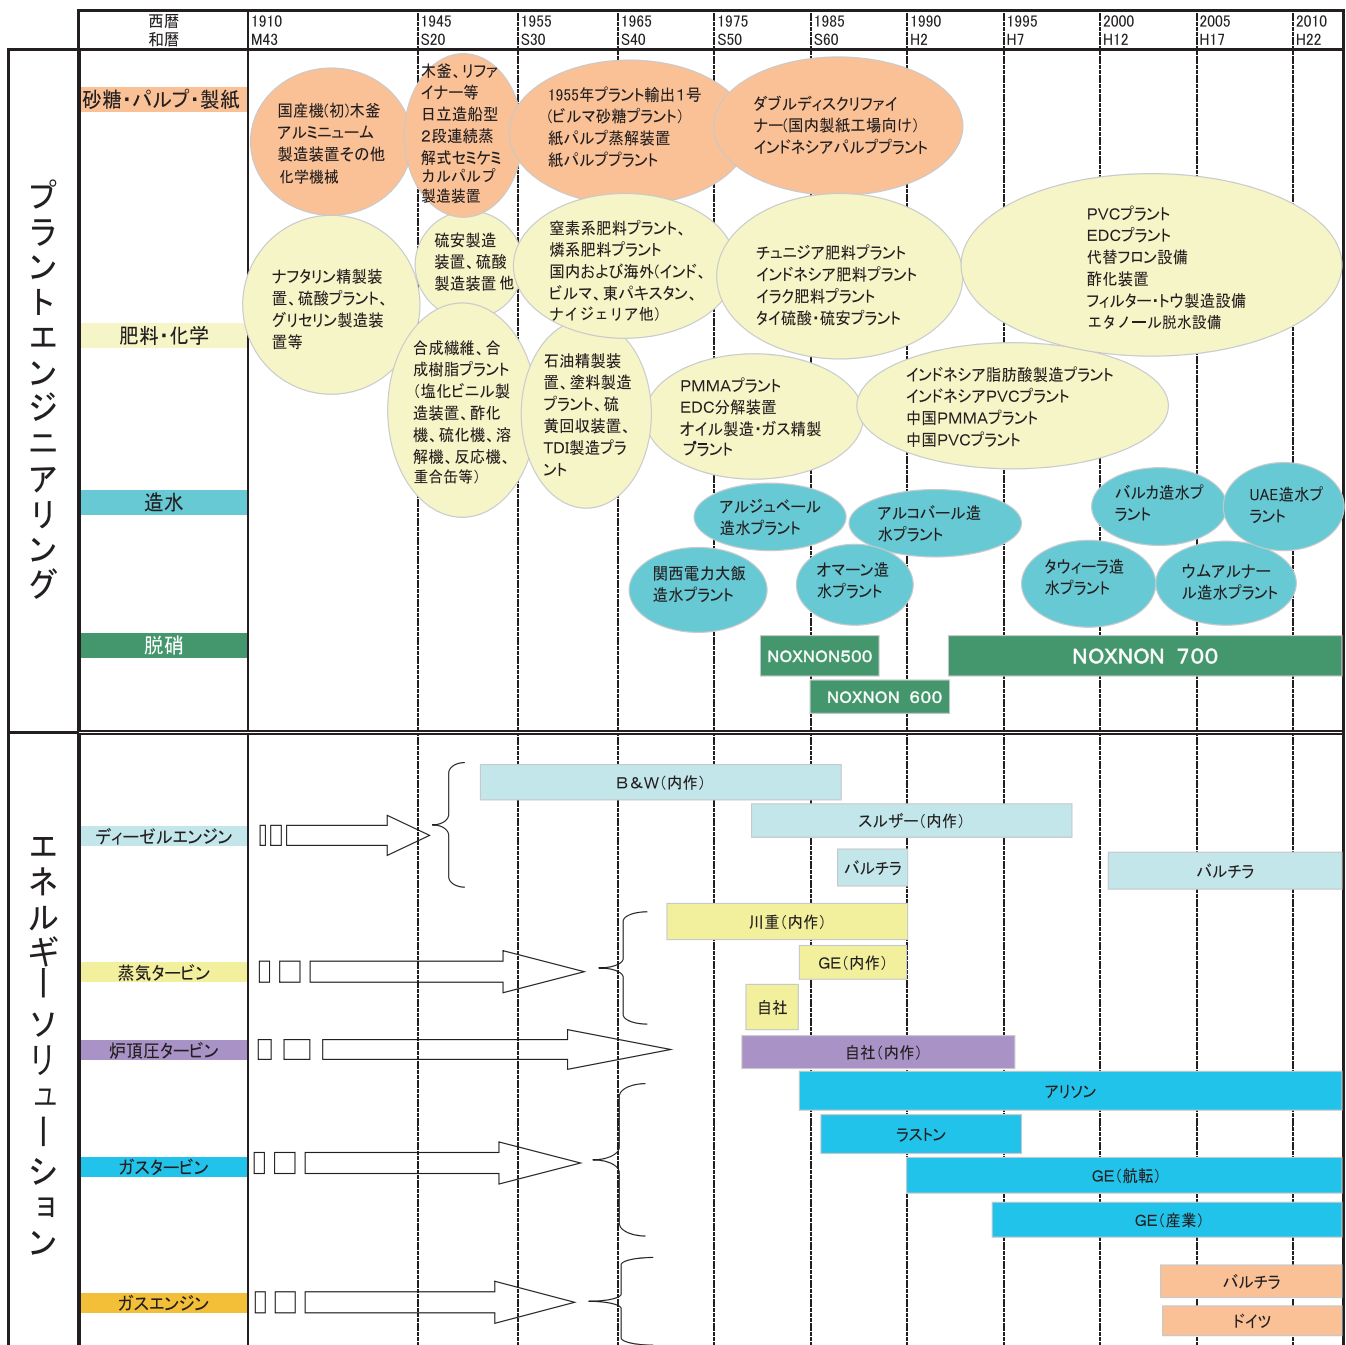 西暦
和暦
1910
M43
1945
S20
1955
S30
1965
S40
1975
S50
1985
S60
1990
H2
1995
H7
2000
H12
2005
H17
2010
H22
プラントエンジニアリング
砂糖・パルプ・製紙
国産機(初)木釜
アルミニューム
製造装置その他
化学機械
木釜、リファ
イナー等
日立造船型
2段連続蒸
解式セミケミ
カルパルプ
製造装置
1955年プラント輸出1号
(ビルマ砂糖プラント)
紙パルプ蒸解装置
紙パルププラント
ダブルディスクリファイ
ナー(国内製紙工場向け)
インドネシアパルププラント
肥料・化学
ナフタリン精製装
置、硫酸プラント、
グリセリン製造装
置等
硫安製造
装置、硫酸
製造装置 他
合成繊維、合
成樹脂プラント
(塩化ビニル製
造装置、酢化
機、硫化機、溶
解機、反応機、
重合缶等)
窒素系肥料プラント、
燐系肥料プラント
国内および海外(インド、
ビルマ、東パキスタン、
ナイジェリア他)
石油精製装
置、塗料製造
プラント、硫
黄回収装置、
TDI製造プラ
ント
チュニジア肥料プラント
インドネシア肥料プラント
イラク肥料プラント
タイ硫酸・硫安プラント
PMMAプラント
EDC分解装置
オイル製造・ガス精製
プラント
PVCプラント
EDCプラント
代替フロン設備
酢化装置
フィルター・トウ製造設備
エタノール脱水設備
インドネシア脂肪酸製造プラント
インドネシアPVCプラント
中国PMMAプラント
中国PVCプラント
造水
アルジュベール
造水プラント
関西電力大飯
造水プラント
アルコバール造
水プラント
オマーン造
水プラント
バルカ造水プ
ラント
UAE造水プ
ラント
タウィーラ造
水プラント
ウムアルナー
ル造水プラント
脱硝
NOXNON500
NOXNON 600
NOXNON 700
エネルギーソリューション
ディーゼルエンジン
B&W(内作)
スルザー(内作)
バルチラ
バルチラ
蒸気タービン
川重(内作)
GE(内作)
自社
炉頂圧タービン
自社(内作)
ガスタービン
アリソン
ラストン
GE(航転)
GE(産業)
ガスエンジン
バルチラ
ドイツ